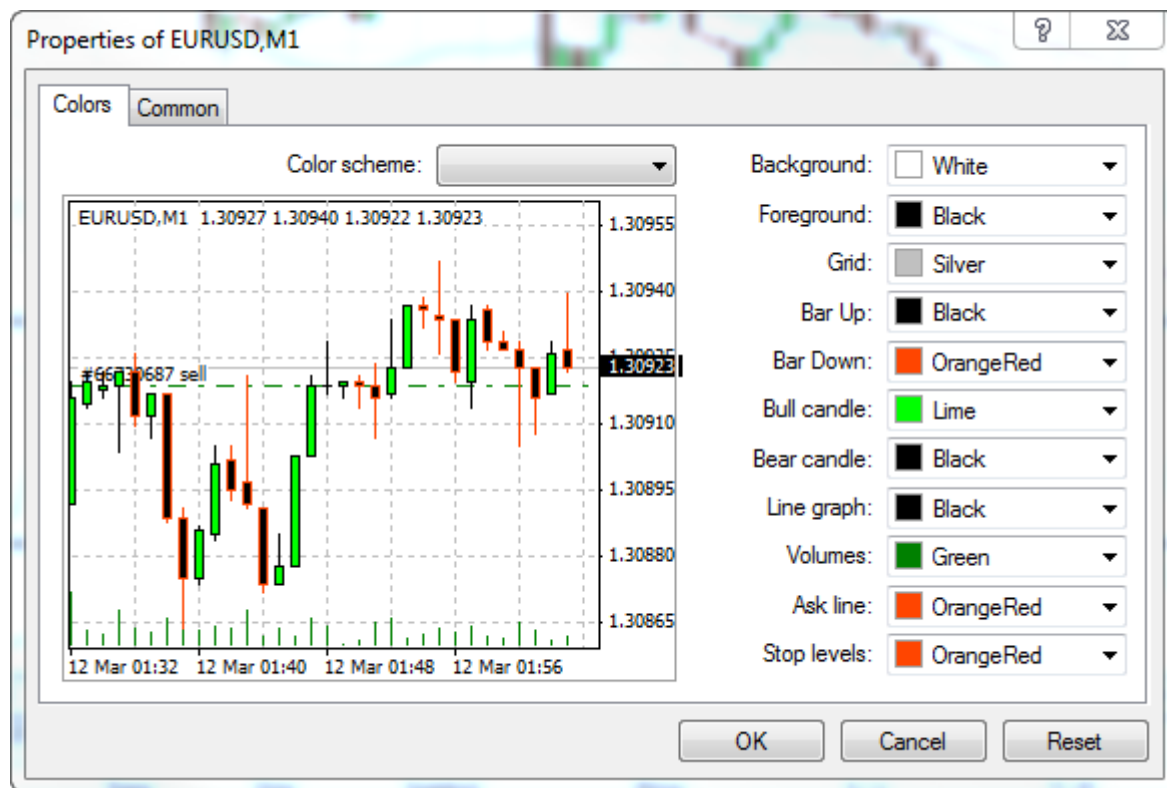 Properties of EURUSD,M1
Colors Common
Color scheme:
EURUSD,M1 1.30927 1.30940 1.30922 1.30923
1.30955
1.30940
1.30923
sell
1.30910
1.30895
1.30880
1.30865
12 Mar 01:32 12 Mar 01:40 12 Mar 01:48 12 Mar 01:56
Background: White
Foreground: Black
Grid: Silver
Bar Up: Black
Bar Down: OrangeRed
Bull candle: Lime
Bear candle: Black
Line graph: Black
Volumes: Green
Ask line: OrangeRed
Stop levels: OrangeRed
OK Cancel Reset